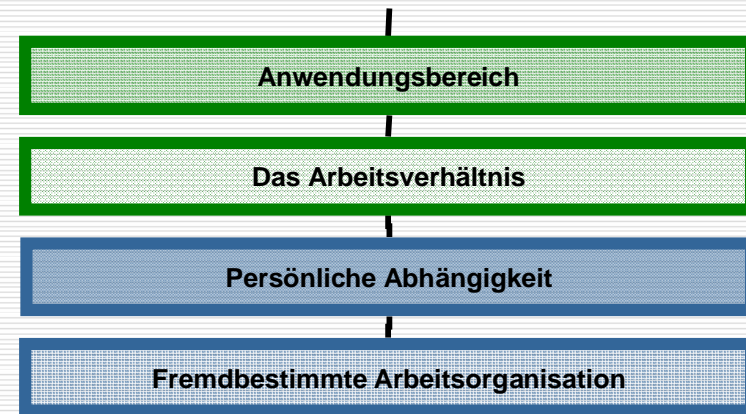 Anwendungsbereich
Das Arbeitsverhältnis
Persönliche Abhängigkeit
Fremdbestimmte Arbeitsorganisation